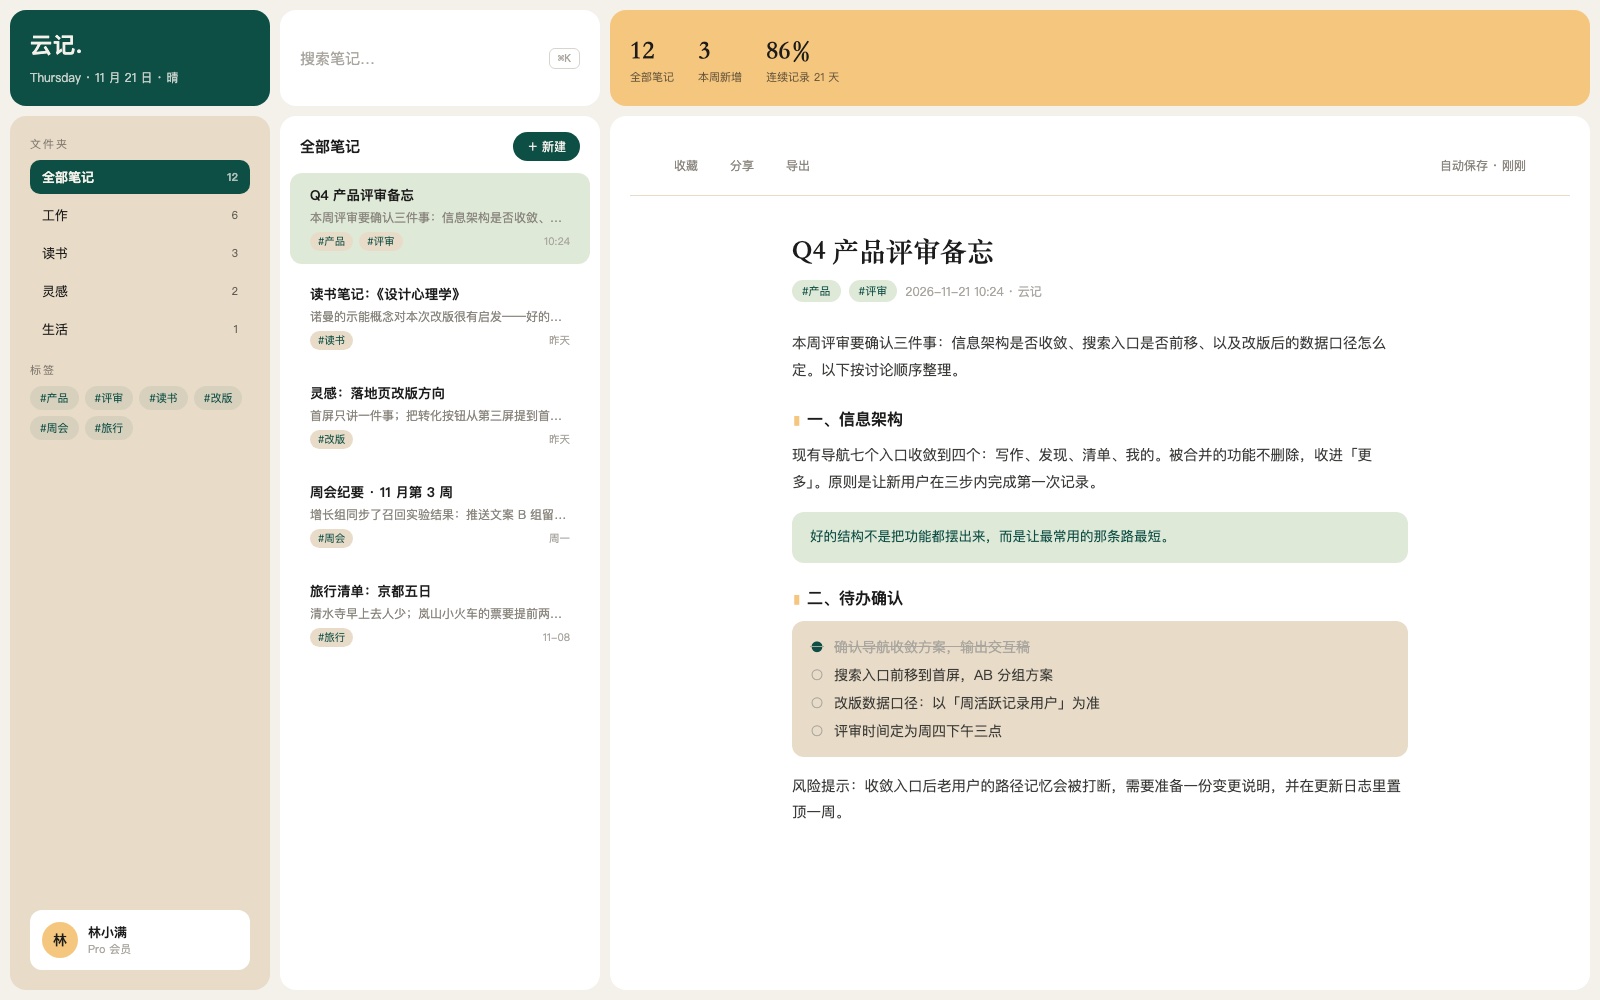 云记.
Thursday · 11 月 21 日 · 晴
搜索笔记...
⌘K
12
全部笔记
3
本周新增
86%
连续记录 21 天
文件夹
全部笔记 12
工作 6
读书 3
灵感 2
生活 1
标签
#产品 #评审 #读书 #改版
#周会 #旅行
林
林小满
Pro 会员
全部笔记
+ 新建
Q4 产品评审备忘
本周评审要确认三件事：信息架构是否收敛、...
#产品 #评审 10:24
读书笔记：《设计心理学》
诺曼的示能概念对本次改版很有启发——好的...
#读书 昨天
灵感：落地页改版方向
首屏只讲一件事；把转化按钮从第三屏提到首...
#改版 昨天
周会纪要 · 11 月第 3 周
增长组同步了召回实验结果：推送文案 B 组留...
#周会 周一
旅行清单：京都五日
清水寺早上去人少；岚山小火车的票要提前两...
#旅行 11-08
收藏 分享 导出 自动保存 · 刚刚
Q4 产品评审备忘
#产品 #评审 2026-11-21 10:24 · 云记
本周评审要确认三件事：信息架构是否收敛、搜索入口是否前移、以及改版后的数据口径怎么
定。以下按讨论顺序整理。
一、信息架构
现有导航七个入口收敛到四个：写作、发现、清单、我的。被合并的功能不删除，收进「更
多」。原则是让新用户在三步内完成第一次记录。
好的结构不是把功能都摆出来，而是让最常用的那条路最短。
二、待办确认
确认导航收敛方案，输出交互稿
搜索入口前移到首屏，AB 分组方案
改版数据口径：以「周活跃记录用户」为准
评审时间定为周四下午三点
风险提示：收敛入口后老用户的路径记忆会被打断，需要准备一份变更说明，并在更新日志里置
顶一周。